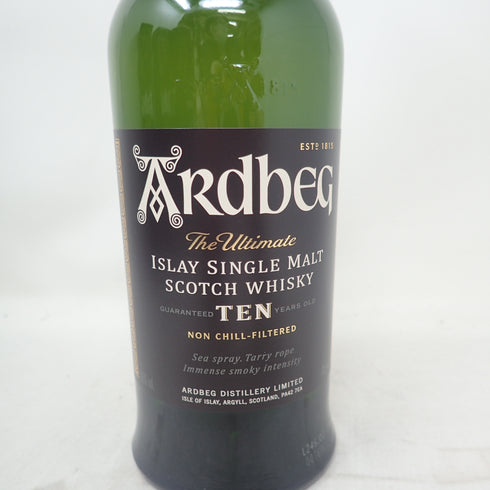 ESTD 1815
ARDBEG
The Ultimate
ISLAY SINGLE MALT
SCOTCH WHISKY
GUARANTEED TEN YEARS OLD
NON CHILL-FILTERED
Sea spray, Tarry rope
Immense smoky intensity
ARDBEG DISTILLERY LIMITED
ISLE OF ISLAY, ARGYLL, SCOTLAND, PA42 7EA